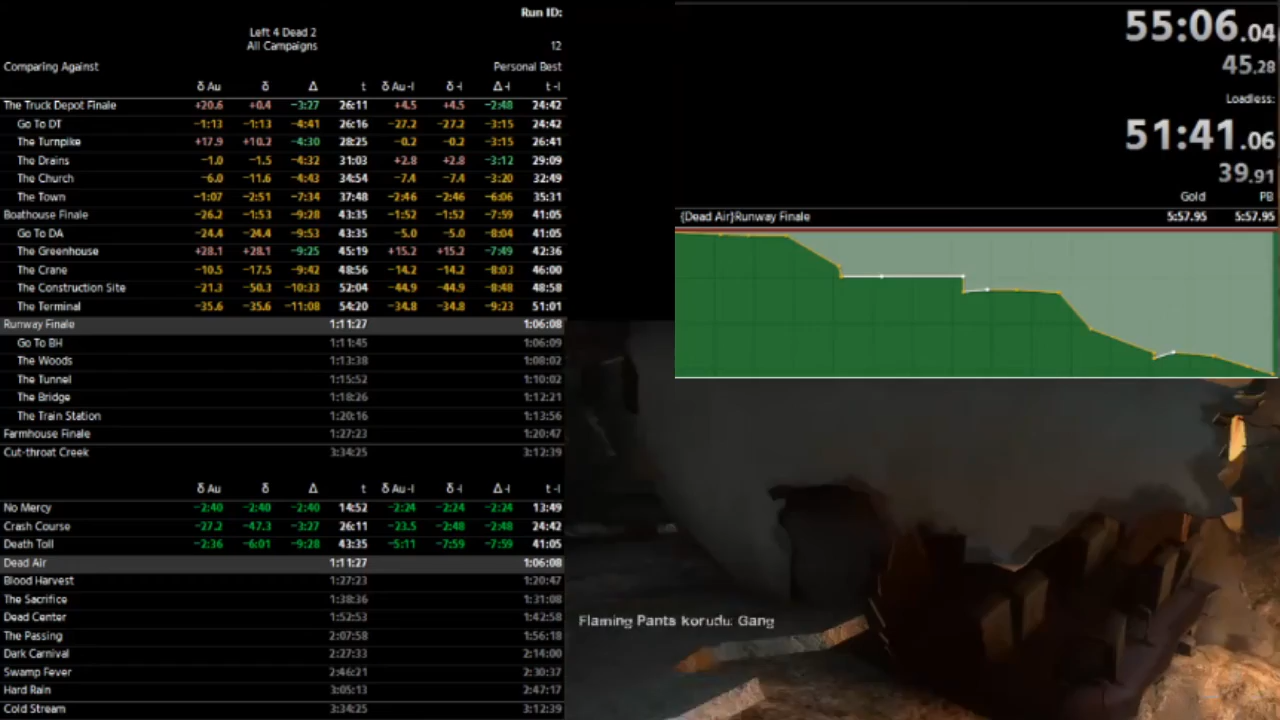 Run ID:
Left 4 Dead 2
All Campaigns
12
Comparing Against Personal Best
δ Au δ Δ t δ Au -l δ -l Δ -l t -l
The Truck Depot Finale +20.6 +0.4 −3:27 26:11 +4.5 +4.5 −2:48 24:42
Go To DT −1:13 −1:13 −4:41 26:16 −27.2 −27.2 −3:15 24:42
The Turnpike +17.9 +10.2 −4:30 28:25 −0.2 −0.2 −3:15 26:41
The Drains −1.0 −1.5 −4:32 31:03 +2.8 +2.8 −3:12 29:09
The Church −6.0 −11.6 −4:43 34:54 −7.4 −7.4 −3:20 32:49
The Town −1:07 −2:51 −7:34 37:48 −2:46 −2:46 −6:06 35:31
Boathouse Finale −26.2 −1:53 −9:28 43:35 −1:52 −1:52 −7:59 41:05
Go To DA −24.4 −24.4 −9:53 43:35 −5.0 −5.0 −8:04 41:05
The Greenhouse +28.1 +28.1 −9:25 45:19 +15.2 +15.2 −7:49 42:36
The Crane −10.5 −17.5 −9:42 48:56 −14.2 −14.2 −8:03 46:00
The Construction Site −21.3 −50.3 −10:33 52:04 −44.9 −44.9 −8:48 48:58
The Terminal −35.6 −35.6 −11:08 54:20 −34.8 −34.8 −9:23 51:01
Runway Finale 1:11:27 1:06:08
Go To BH 1:11:45 1:06:09
The Woods 1:13:38 1:08:02
The Tunnel 1:15:52 1:10:02
The Bridge 1:18:26 1:12:21
The Train Station 1:20:16 1:13:56
Farmhouse Finale 1:27:23 1:20:47
Cut-throat Creek 3:34:25 3:12:39
δ Au δ Δ t δ Au -l δ -l Δ -l t -l
No Mercy −2:40 −2:40 −2:40 14:52 −2:24 −2:24 −2:24 13:49
Crash Course −27.2 −47.3 −3:27 26:11 −23.5 −2:48 −2:48 24:42
Death Toll −2:36 −6:01 −9:28 43:35 −5:11 −7:59 −7:59 41:05
Dead Air 1:11:27 1:06:08
Blood Harvest 1:27:23 1:20:47
The Sacrifice 1:38:36 1:31:08
Dead Center 1:52:53 1:42:58
The Passing 2:07:58 1:56:18
Dark Carnival 2:27:33 2:14:00
Swamp Fever 2:46:21 2:30:37
Hard Rain 3:05:13 2:47:17
Cold Stream 3:34:25 3:12:39
55:06.04
45.28
Loadless:
51:41.06
39.91
Gold PB
{Dead Air}Runway Finale 5:57.95 5:57.95
Flaming Pants korudu: Gang